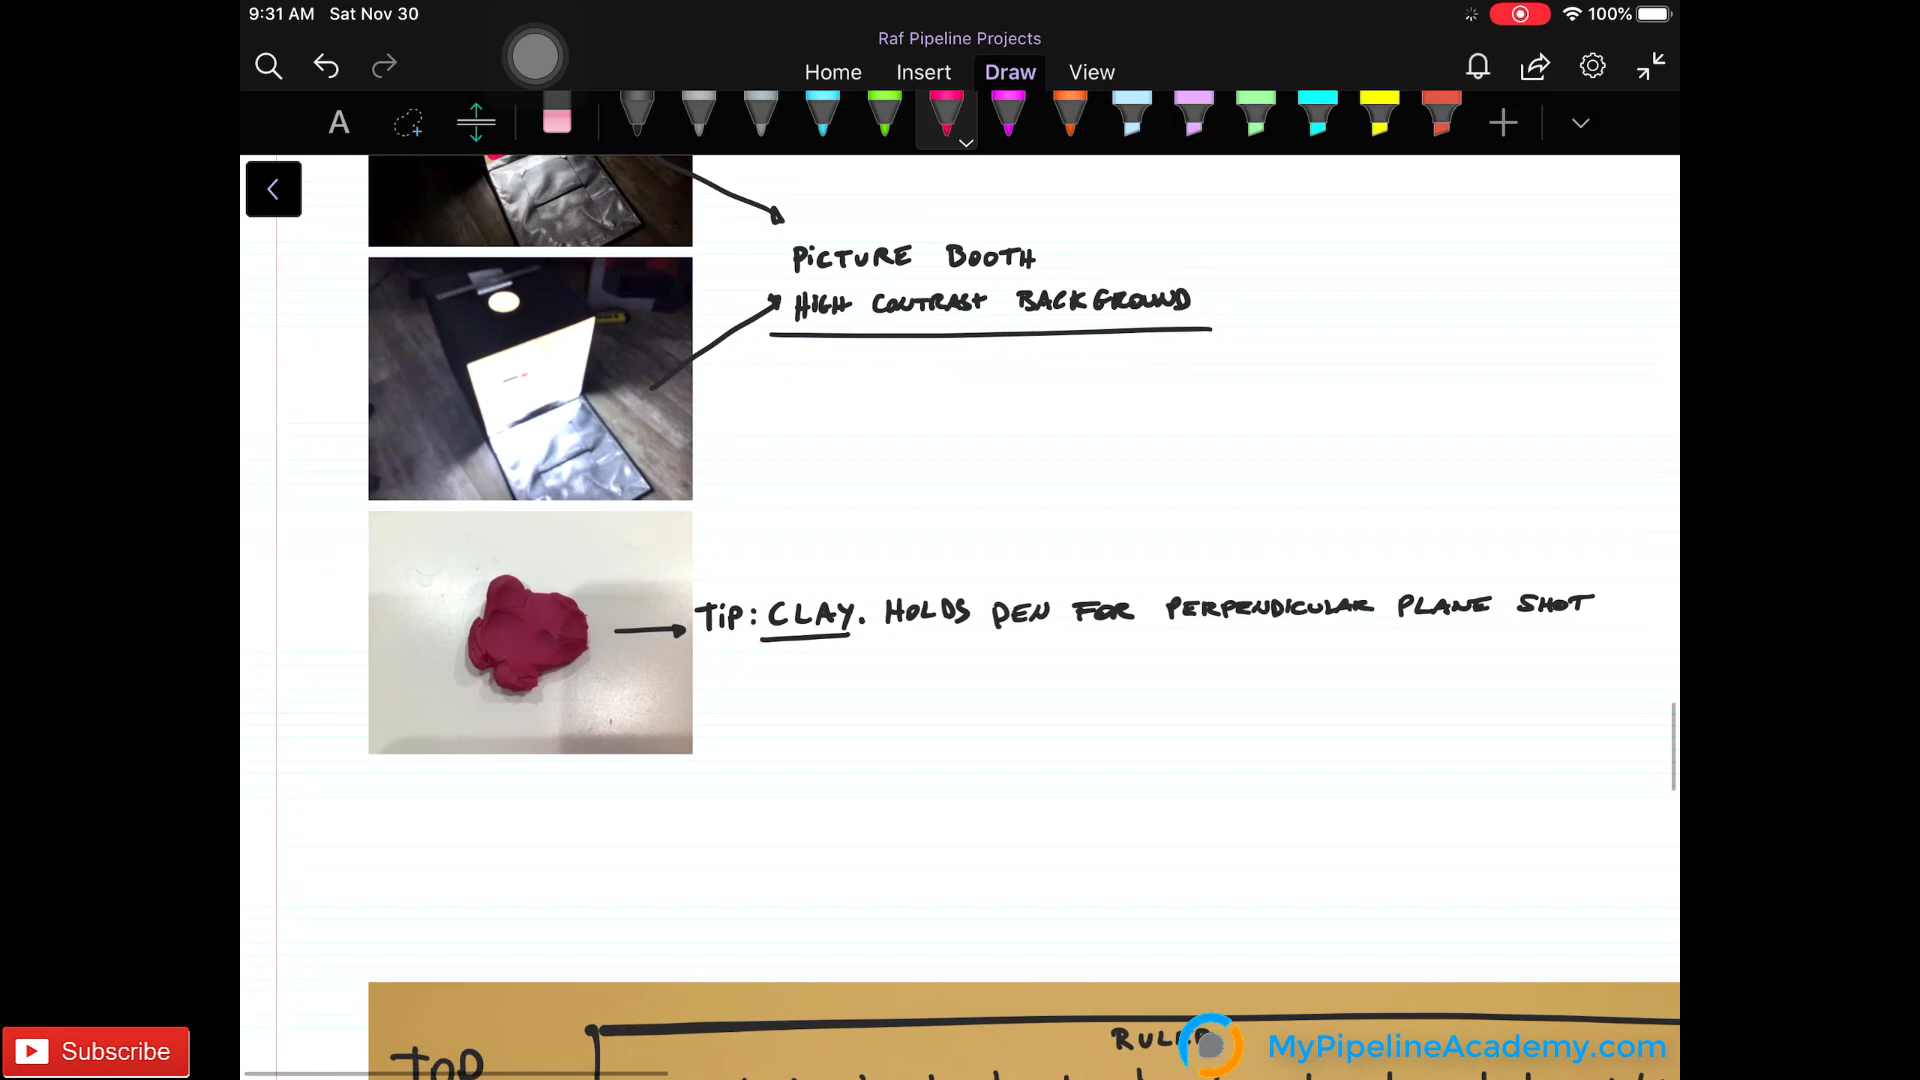 9:31 AM Sat Nov 30
100%
Raf Pipeline Projects
Home Insert Draw View
A
PiCTURE BOOTH
HiGH CONTRAST BACKGROUND
TiP: CLAY. HOLDS PEN FOR PERPENDICULAR PLANE SHOT
RULER
TOP
Subscribe
MyPipelineAcademy.com